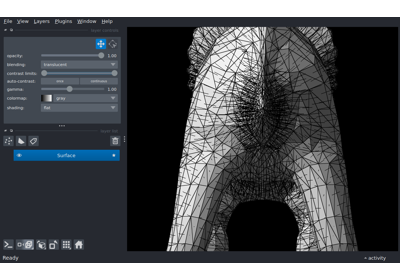 File View Layers Plugins Window Help
opacity: 1.00
blending: translucent
contrast limits:
auto-contrast: once continuous
gamma: 1.00
colormap: gray
shading: flat
Surface
Ready activity